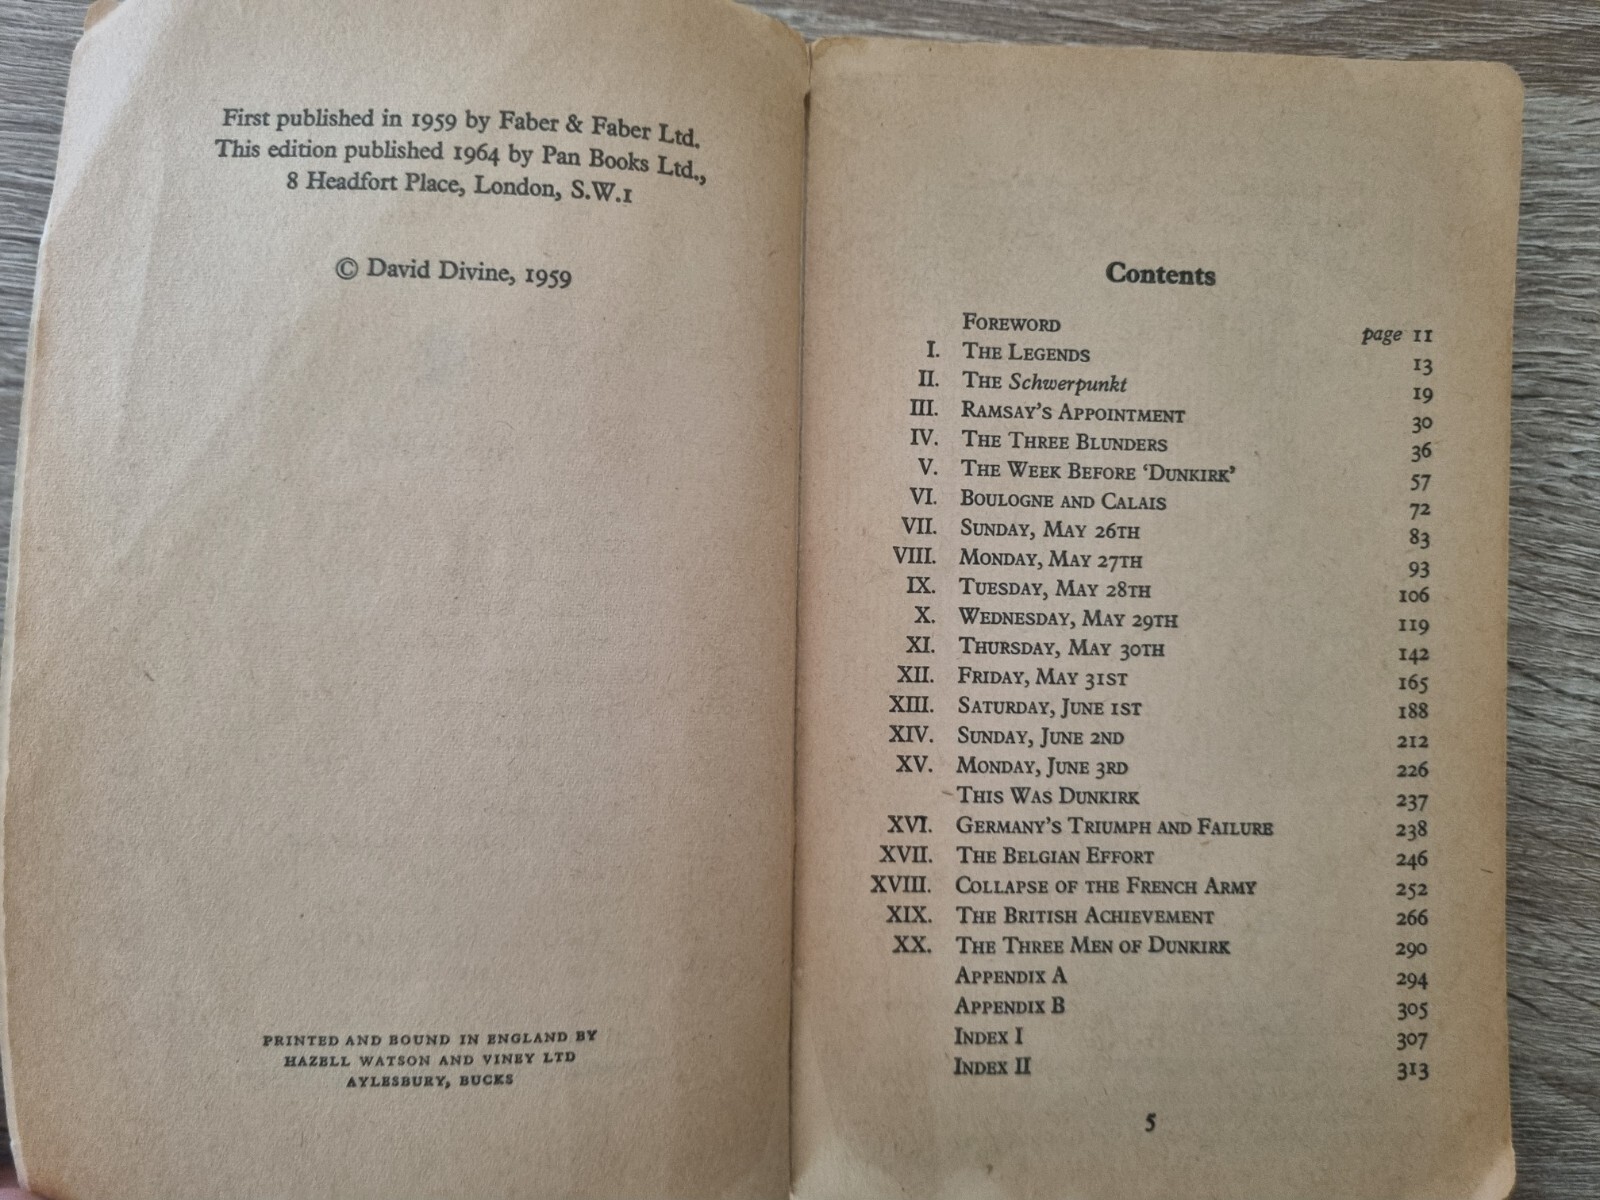 First published in 1959 by Faber & Faber Ltd.
This edition published 1964 by Pan Books Ltd.,
8 Headfort Place, London, S.W.1
© David Divine, 1959
PRINTED AND BOUND IN ENGLAND BY
HAZELL WATSON AND VINEY LTD
AYLESBURY, BUCKS
Contents
FOREWORD page 11
I. THE LEGENDS 13
II. THE Schwerpunkt 19
III. RAMSAY'S APPOINTMENT 30
IV. THE THREE BLUNDERS 36
V. THE WEEK BEFORE 'DUNKIRK' 57
VI. BOULOGNE AND CALAIS 72
VII. SUNDAY, MAY 26TH 83
VIII. MONDAY, MAY 27TH 93
IX. TUESDAY, MAY 28TH 106
X. WEDNESDAY, MAY 29TH 119
XI. THURSDAY, MAY 30TH 142
XII. FRIDAY, MAY 31ST 165
XIII. SATURDAY, JUNE 1ST 188
XIV. SUNDAY, JUNE 2ND 212
XV. MONDAY, JUNE 3RD 226
THIS WAS DUNKIRK 237
XVI. GERMANY'S TRIUMPH AND FAILURE 238
XVII. THE BELGIAN EFFORT 246
XVIII. COLLAPSE OF THE FRENCH ARMY 252
XIX. THE BRITISH ACHIEVEMENT 266
XX. THE THREE MEN OF DUNKIRK 290
APPENDIX A 294
APPENDIX B 305
INDEX I 307
INDEX II 313
5